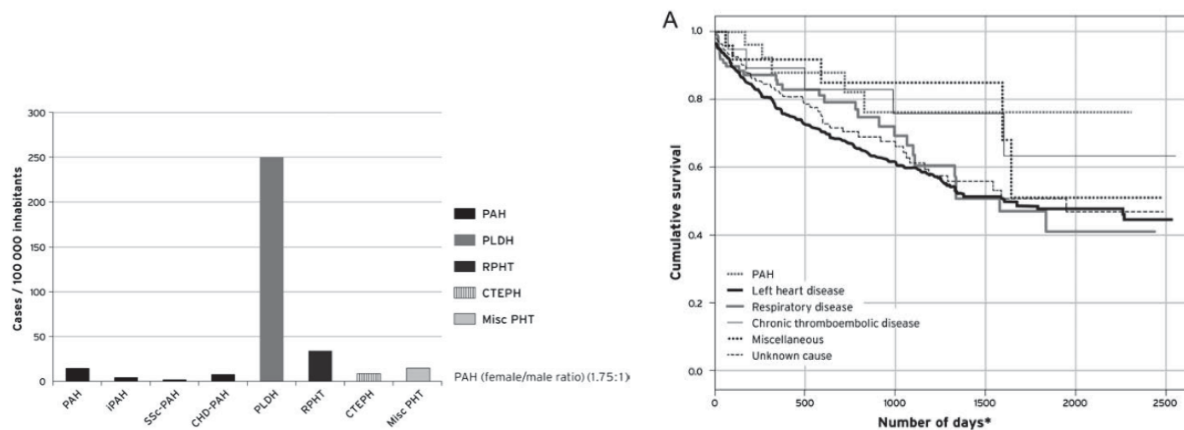 300
250
200
150
100
50
0
Cases / 100 000 inhabitants
PAH
IPAH
SSc-PAH
CHD-PAH
PLDH
RPHT
CTEPH
Misc PHT
PAH
PLDH
RPHT
CTEPH
Misc PHT
PAH (female/male ratio) (1.75:1)
A
1.0
0.8
0.6
0.4
0.2
0.0
Cumulative survival
PAH
Left heart disease
Respiratory disease
Chronic thromboembolic disease
Miscellaneous
Unknown cause
0
500
1000
1500
2000
2500
Number of days*